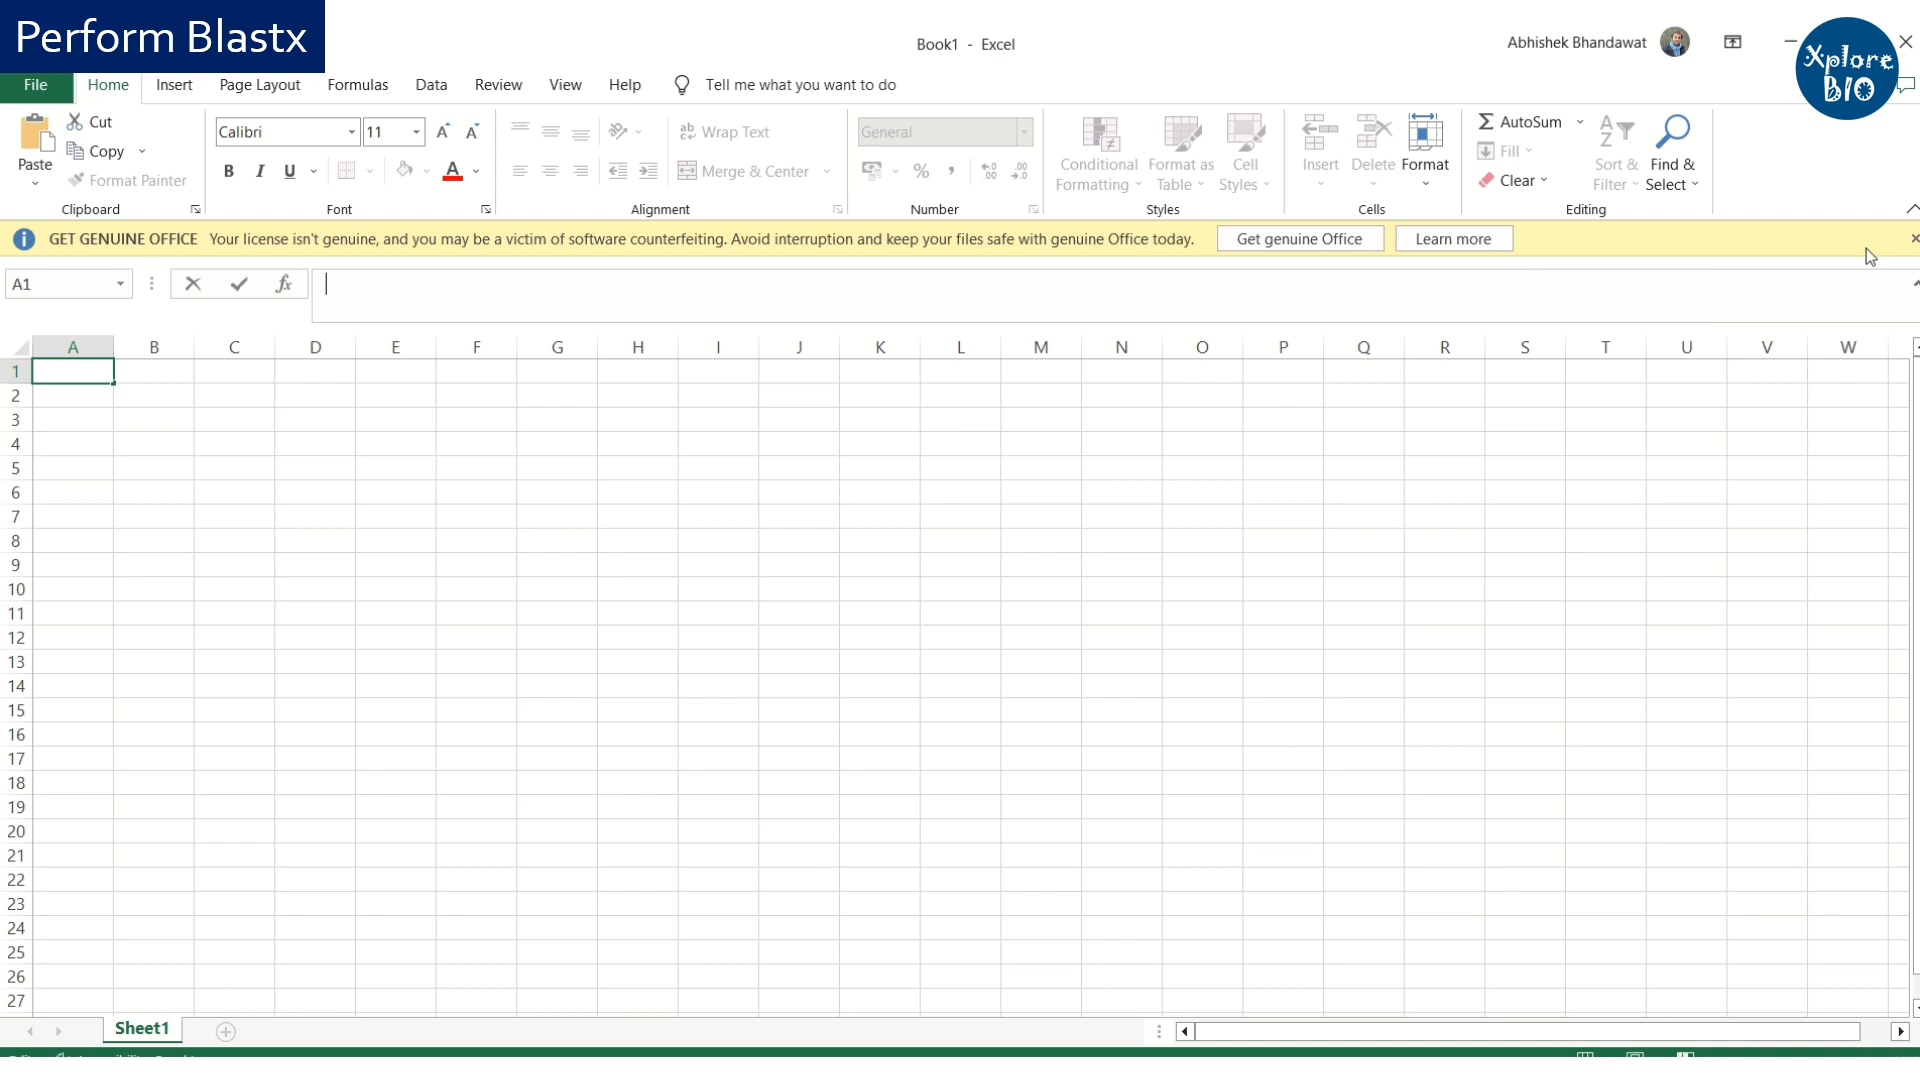 Perform Blastx
Book1 - Excel
Abhishek Bhandawat
Xplore
BIO
File Home Insert Page Layout Formulas Data Review View Help Tell me what you want to do
Paste
Cut
Copy
Format Painter
Clipboard
Calibri 11
B I U A
Font
Wrap Text
Merge & Center
Alignment
General
%
Number
Conditional
Formatting
Format as
Table
Cell
Styles
Styles
Insert
Delete
Format
Cells
AutoSum
Fill
Clear
Sort &
Filter
Find &
Select
Editing
GET GENUINE OFFICE Your license isn't genuine, and you may be a victim of software counterfeiting. Avoid interruption and keep your files safe with genuine Office today. Get genuine Office Learn more
A1 fx
A B C D E F G H I J K L M N O P Q R S T U V W
1
2
3
4
5
6
7
8
9
10
11
12
13
14
15
16
17
18
19
20
21
22
23
24
25
26
27
Sheet1